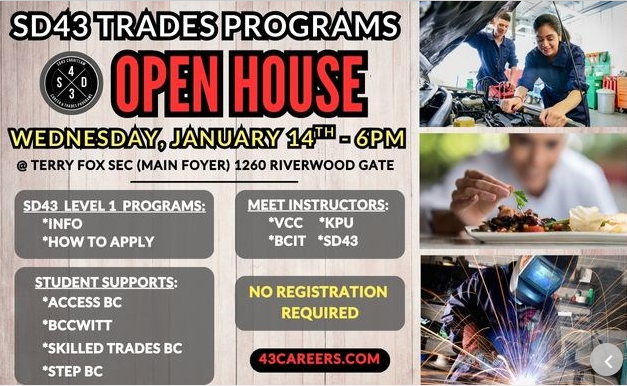 SD43 TRADES PROGRAMS
S 4 D 3
OPEN HOUSE
WEDNESDAY, JANUARY 14TH - 6PM
@ TERRY FOX SEC (MAIN FOYER) 1260 RIVERWOOD GATE
SD43 LEVEL 1 PROGRAMS:
*INFO
*HOW TO APPLY
MEET INSTRUCTORS:
*VCC *KPU
*BCIT *SD43
STUDENT SUPPORTS:
*ACCESS BC
*BCCWITT
*SKILLED TRADES BC
*STEP BC
NO REGISTRATION
REQUIRED
43CAREERS.COM